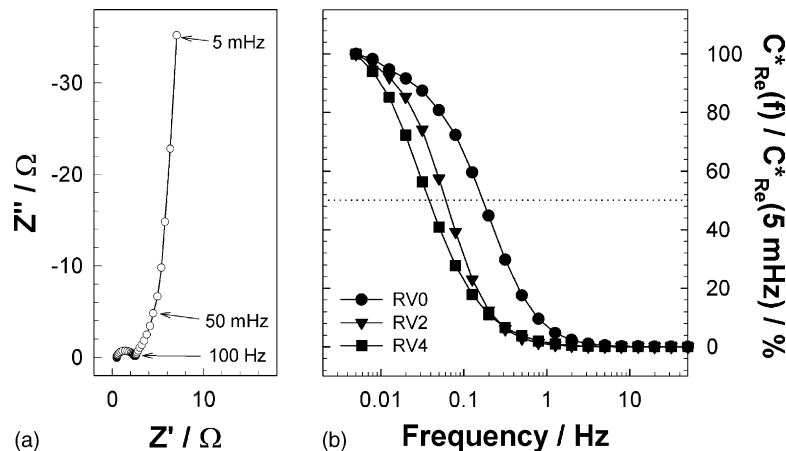 Z'' / Ω
-30
-20
-10
0
5 mHz
50 mHz
100 Hz
0 10
Z' / Ω
(a)
RV0
RV2
RV4
100
80
60
40
20
0
0.01 0.1 1 10
Frequency / Hz
(b)
C*Re(f) / C*Re(5 mHz) / %